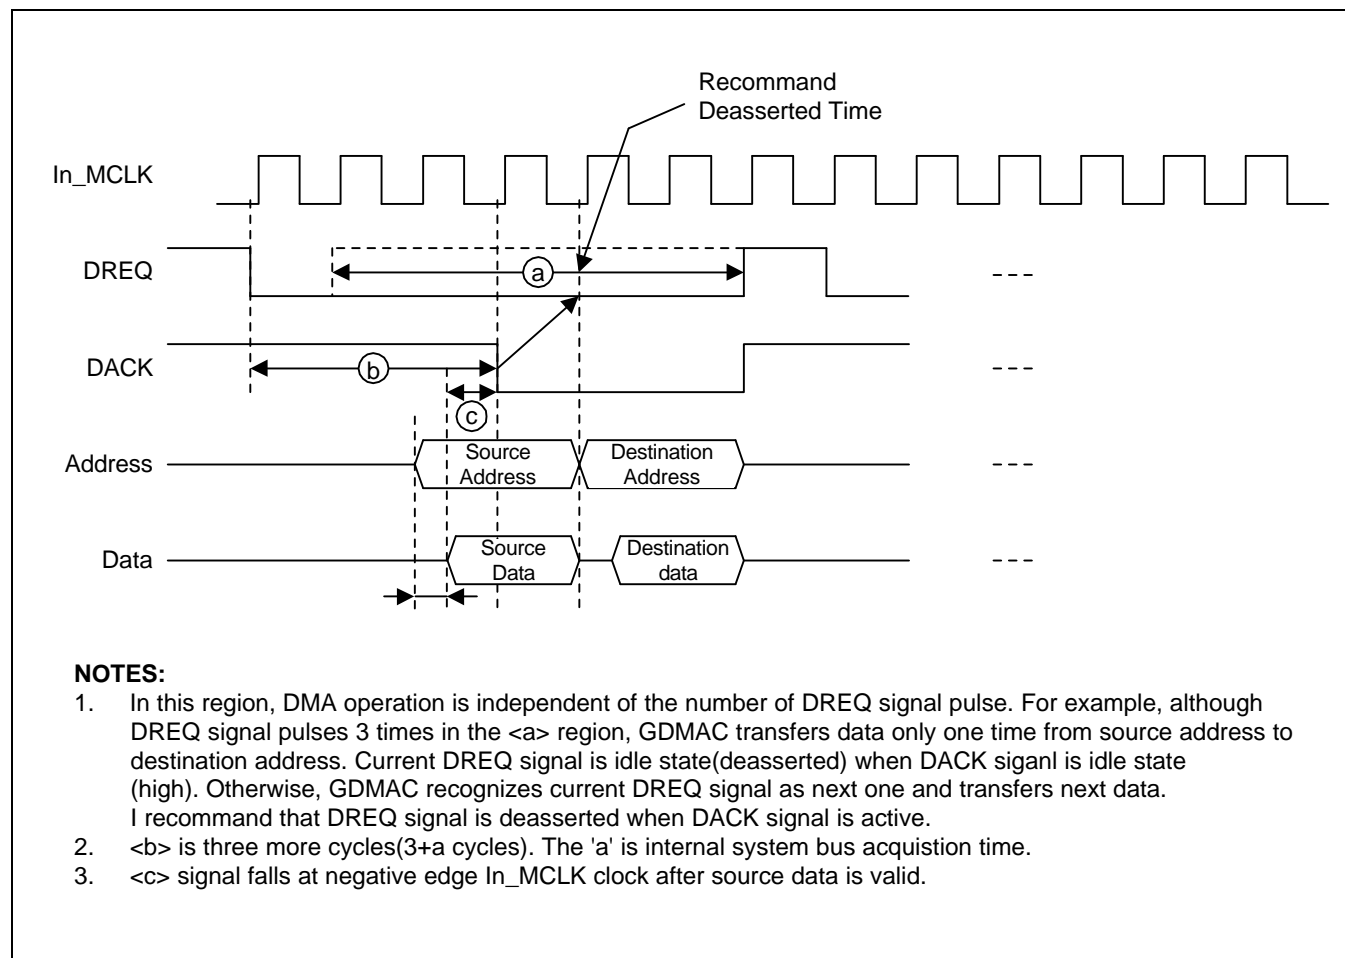 Recommand
Deasserted Time
In_MCLK
DREQ
a
DACK
b
c
Address
Source
Address
Destination
Address
Data
Source
Data
Destination
data
NOTES:
1. In this region, DMA operation is independent of the number of DREQ signal pulse. For example, although
DREQ signal pulses 3 times in the <a> region, GDMAC transfers data only one time from source address to
destination address. Current DREQ signal is idle state(deasserted) when DACK siganl is idle state
(high). Otherwise, GDMAC recognizes current DREQ signal as next one and transfers next data.
I recommand that DREQ signal is deasserted when DACK signal is active.
2. <b> is three more cycles(3+a cycles). The 'a' is internal system bus acquistion time.
3. <c> signal falls at negative edge In_MCLK clock after source data is valid.